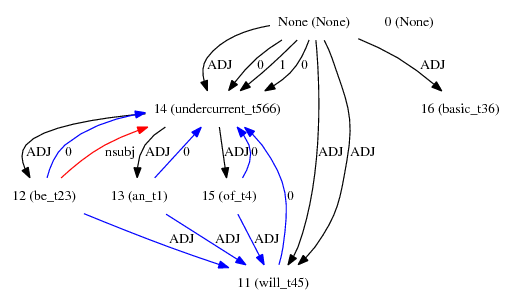 None (None) 0 (None)
ADJ 0 1 0 ADJ
14 (undercurrent_t566) 16 (basic_t36)
ADJ 0 nsubj ADJ 0 ADJ 0 ADJ ADJ
12 (be_t23) 13 (an_t1) 15 (of_t4)
ADJ ADJ ADJ 0
11 (will_t45)